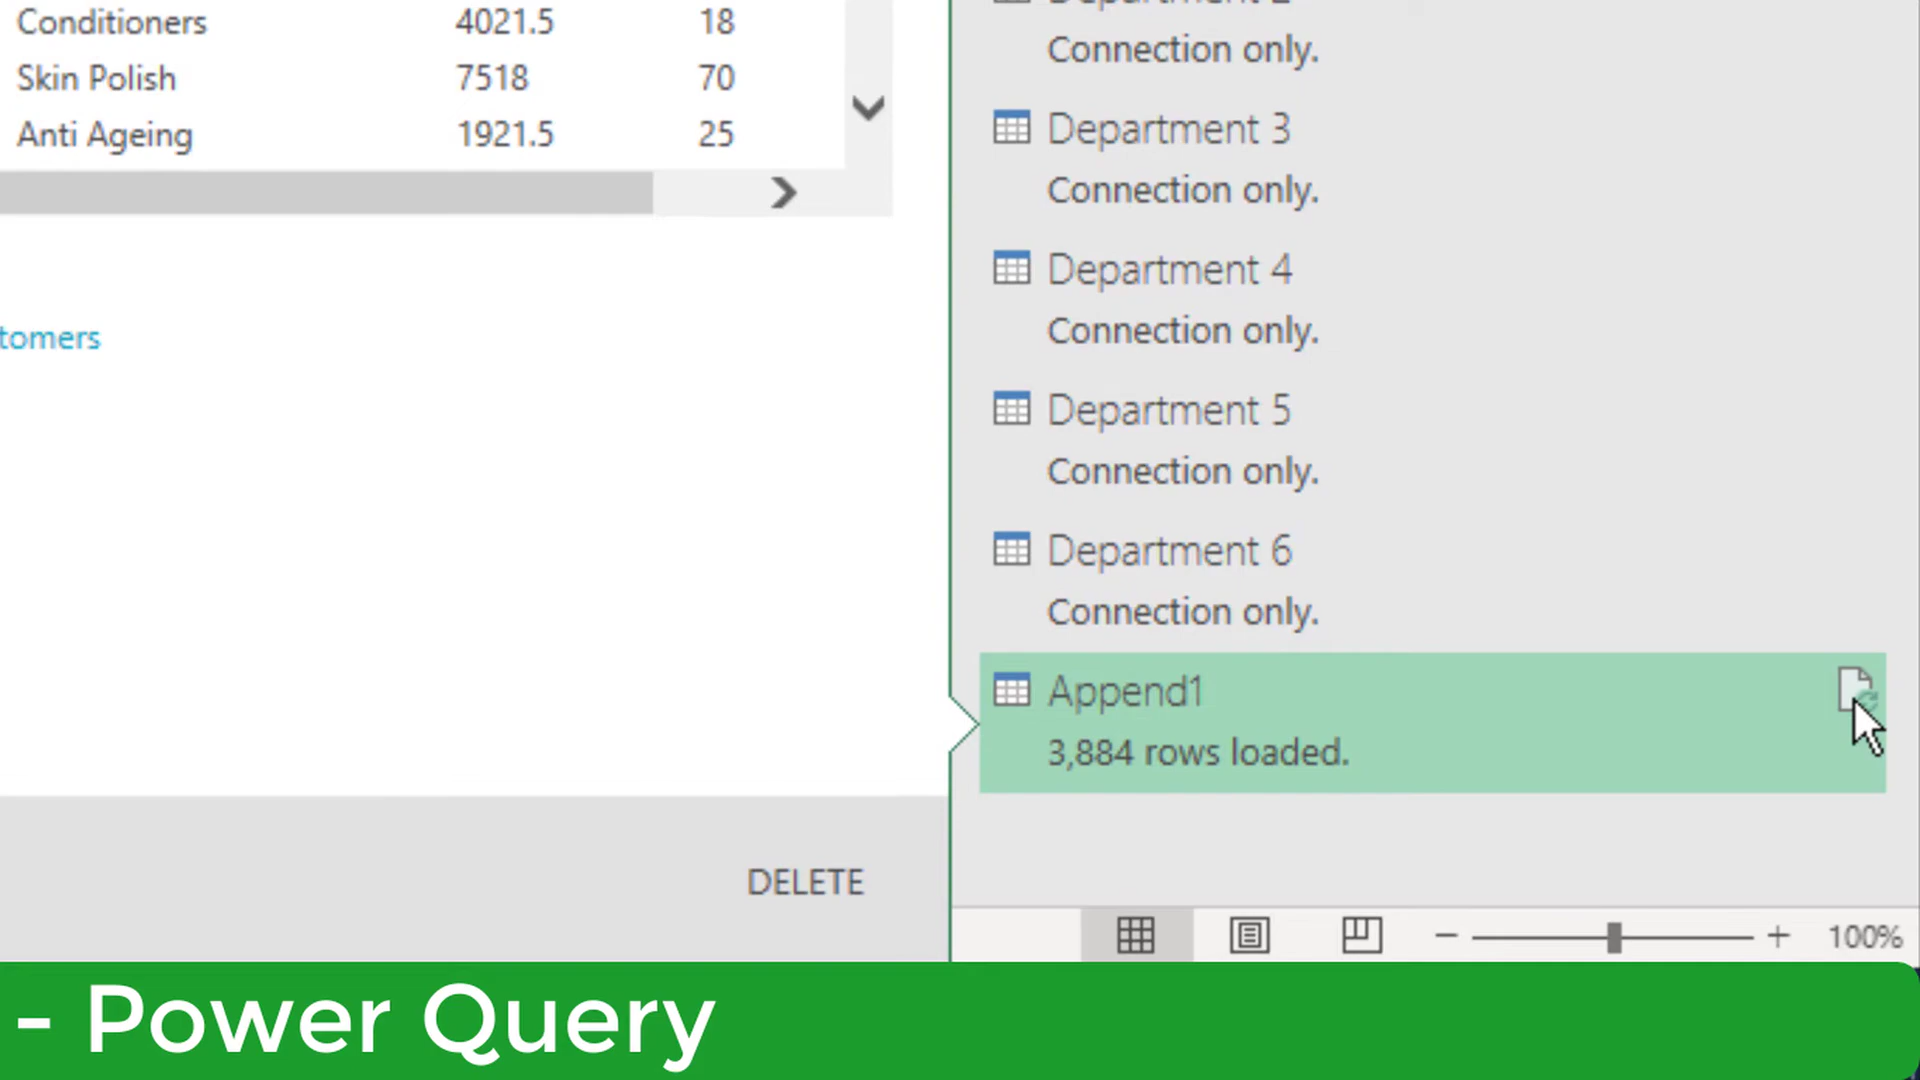 Conditioners 4021.5 18
Skin Polish 7518 70
Anti Ageing 1921.5 25
tomers
DELETE
Department 2
Connection only.
Department 3
Connection only.
Department 4
Connection only.
Department 5
Connection only.
Department 6
Connection only.
Append1
3,884 rows loaded.
100%
- Power Query